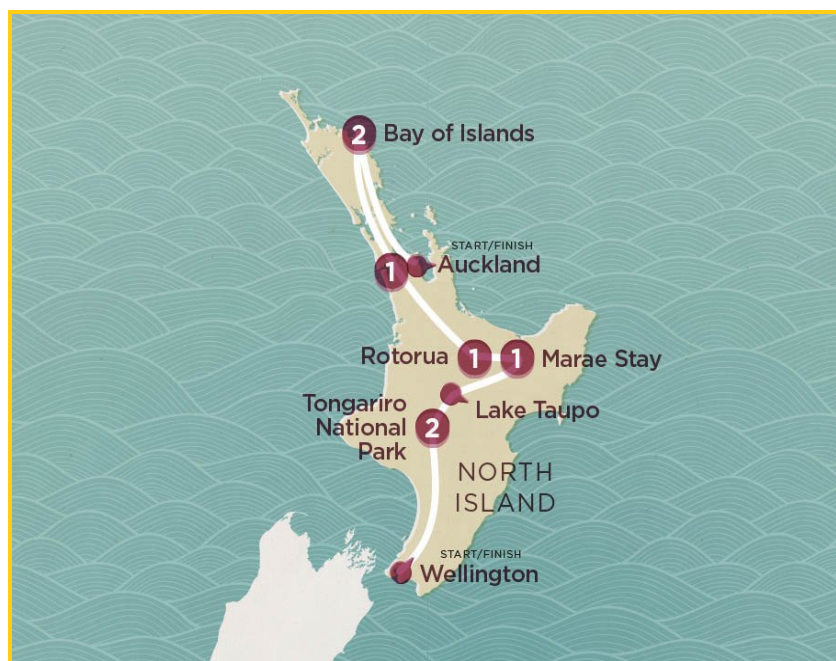 2 Bay of Islands
START/FINISH
Auckland
1
Rotorua 1 1 Marae Stay
Lake Taupo
Tongariro
National
Park
2
NORTH
ISLAND
START/FINISH
Wellington